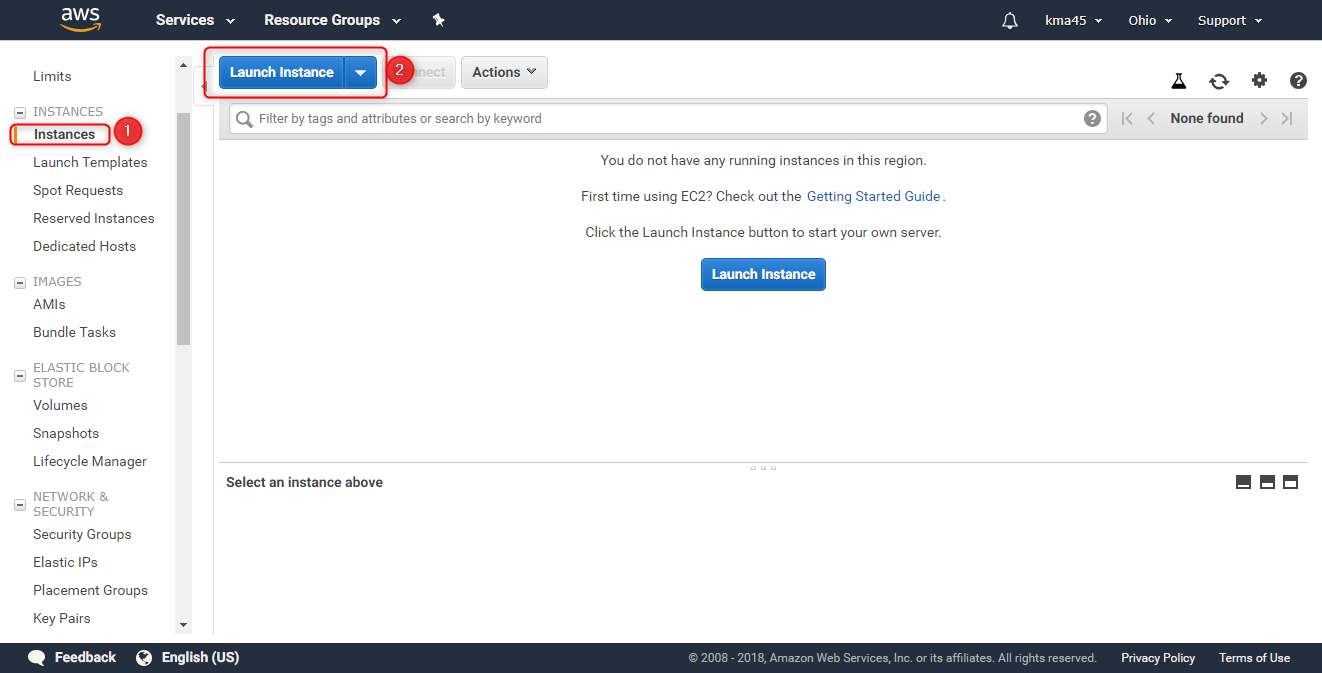 aws
Services
Resource Groups
kma45
Ohio
Support
Limits
INSTANCES
Instances
1
Launch Templates
Spot Requests
Reserved Instances
Dedicated Hosts
IMAGES
AMIs
Bundle Tasks
ELASTIC BLOCK
STORE
Volumes
Snapshots
Lifecycle Manager
NETWORK &
SECURITY
Security Groups
Elastic IPs
Placement Groups
Key Pairs
Launch Instance
2
Actions
Filter by tags and attributes or search by keyword
None found
You do not have any running instances in this region.
First time using EC2? Check out the Getting Started Guide.
Click the Launch Instance button to start your own server.
Launch Instance
Select an instance above
Feedback
English (US)
© 2008 - 2018, Amazon Web Services, Inc. or its affiliates. All rights reserved.
Privacy Policy
Terms of Use